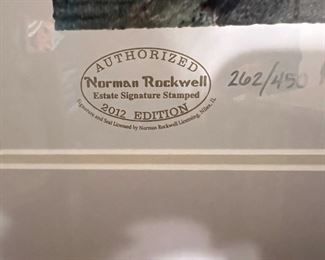 AUTHORIZED
Norman Rockwell
Estate Signature Stamped
2012 EDITION
Signature and Seal Licensed by Norman Rockwell Licensing, Niles, IL
262/450